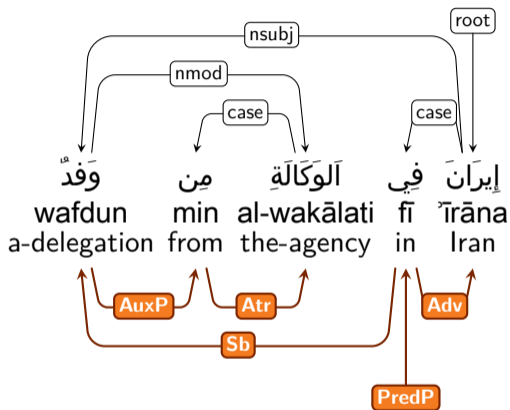 root
nsubj
nmod
case case
وَفدٌ مِن اَلوَكَالَةِ فِي إِيرَانَ
wafdun min al-wakālati fī ʾīrāna
a-delegation from the-agency in Iran
AuxP Atr Adv
Sb
PredP